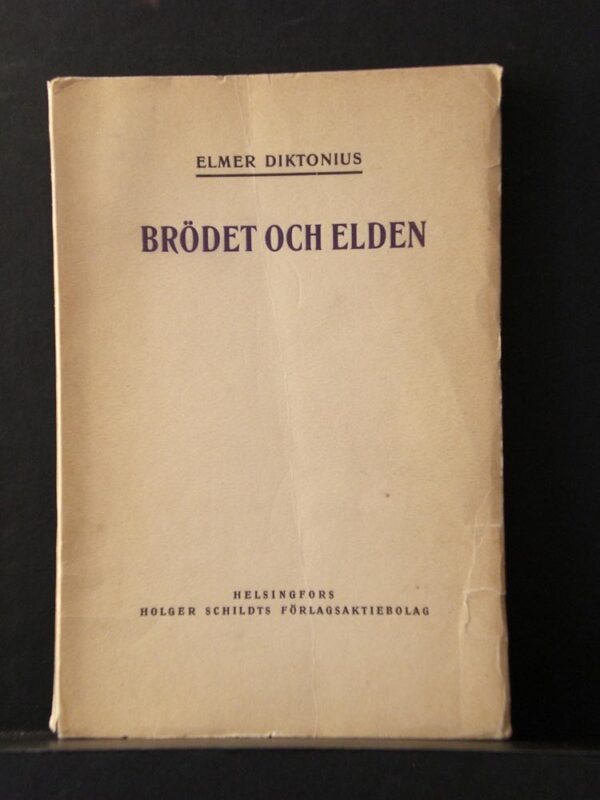 ELMER DIKTONIUS
BRÖDET OCH ELDEN
HELSINGFORS
HOLGER SCHILDTS FÖRLAGSAKTIEBOLAG